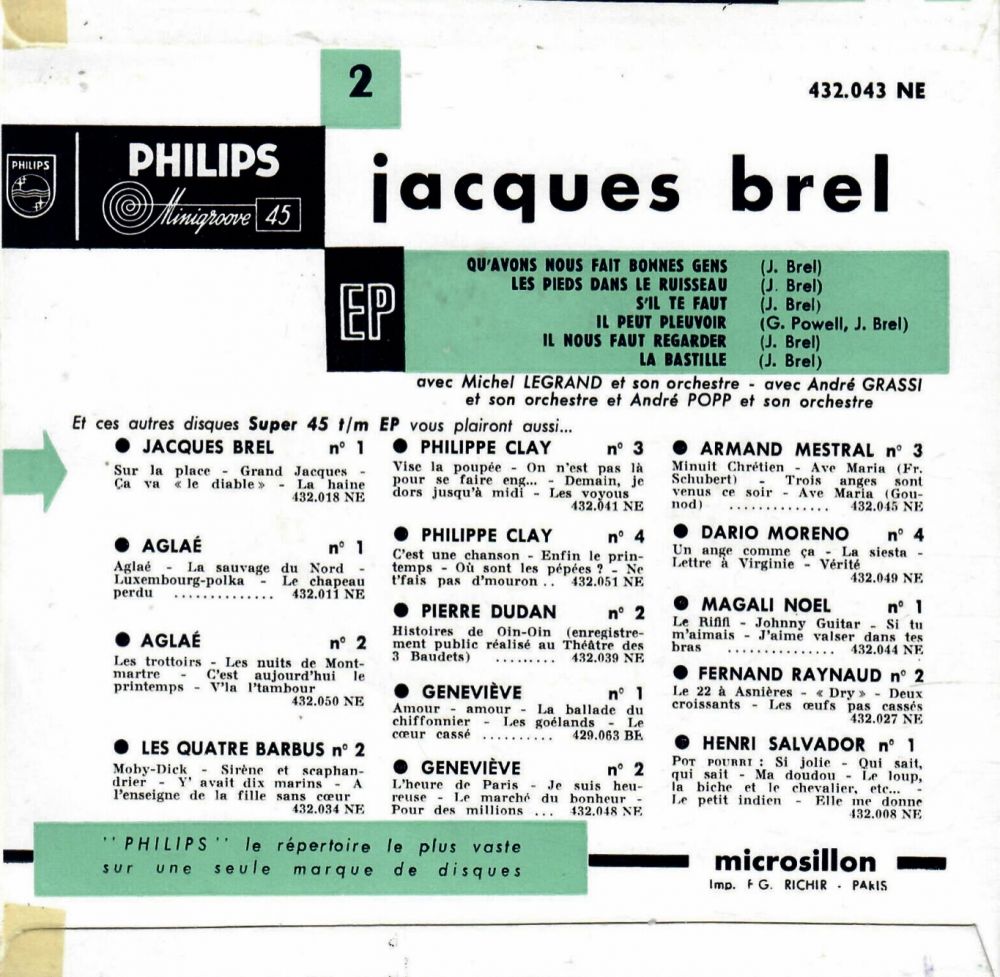 2
432.043 NE
PHILIPS
PHILIPS
Minigroove 45
jacques brel
EP
QU'AVONS NOUS FAIT BONNES GENS (J. Brel)
LES PIEDS DANS LE RUISSEAU (J. Brel)
S'IL TE FAUT (J. Brel)
IL PEUT PLEUVOIR (G. Powell, J. Brel)
IL NOUS FAUT REGARDER (J. Brel)
LA BASTILLE (J. Brel)
avec Michel LEGRAND et son orchestre - avec André GRASSI
et son orchestre et André POPP et son orchestre
Et ces autres disques Super 45 t/m EP vous plairont aussi...
● JACQUES BREL n° 1
Sur la place - Grand Jacques -
Ça va « le diable » - La haine
432.018 NE
● AGLAÉ n° 1
Aglaé - La sauvage du Nord -
Luxembourg-polka - Le chapeau
perdu .............. 432.011 NE
● AGLAÉ n° 2
Les trottoirs - Les nuits de Mont-
martre - C'est aujourd'hui le
printemps - V'la l'tambour
432.050 NE
● LES QUATRE BARBUS n° 2
Moby-Dick - Sirène et scaphan-
drier - Y' avait dix marins - A
l'enseigne de la fille sans cœur
432.034 NE
● PHILIPPE CLAY n° 3
Vise la poupée - On n'est pas là
pour se faire eng... - Demain, je
dors jusqu'à midi - Les voyous
432.041 NE
● PHILIPPE CLAY n° 4
C'est une chanson - Enfin le prin-
temps - Où sont les pépées ? - Ne
t'fais pas d'mouron .. 432.051 NE
● PIERRE DUDAN n° 2
Histoires de Oin-Oin (enregistre-
ment public réalisé au Théâtre des
3 Baudets) ......... 432.039 NE
● GENEVIÈVE n° 1
Amour - amour - La ballade du
chiffonnier - Les goélands - Le
cœur cassé .......... 429.063 BE
● GENEVIÈVE n° 2
L'heure de Paris - Je suis heu-
reuse - Le marché du bonheur -
Pour des millions ... 432.048 NE
● ARMAND MESTRAL n° 3
Minuit Chrétien - Ave Maria (Fr.
Schubert) - Trois anges sont
venus ce soir - Ave Maria (Gou-
nod) .............. 432.045 NE
● DARIO MORENO n° 4
Un ange comme ça - La siesta -
Lettre à Virginie - Vérité
432.049 NE
● MAGALI NOEL n° 1
Le Rififi - Johnny Guitar - Si tu
m'aimais - J'aime valser dans tes
bras .............. 432.044 NE
● FERNAND RAYNAUD n° 2
Le 22 à Asnières - « Dry » - Deux
croissants - Les œufs pas cassés
432.027 NE
● HENRI SALVADOR n° 1
POT POURRI : Si jolie - Qui sait,
qui sait - Ma doudou - Le loup,
la biche et le chevalier, etc... -
Le petit indien - Elle me donne
432.008 NE
"PHILIPS" le répertoire le plus vaste
sur une seule marque de disques
microsillon
Imp. F G. RICHIR - PARIS